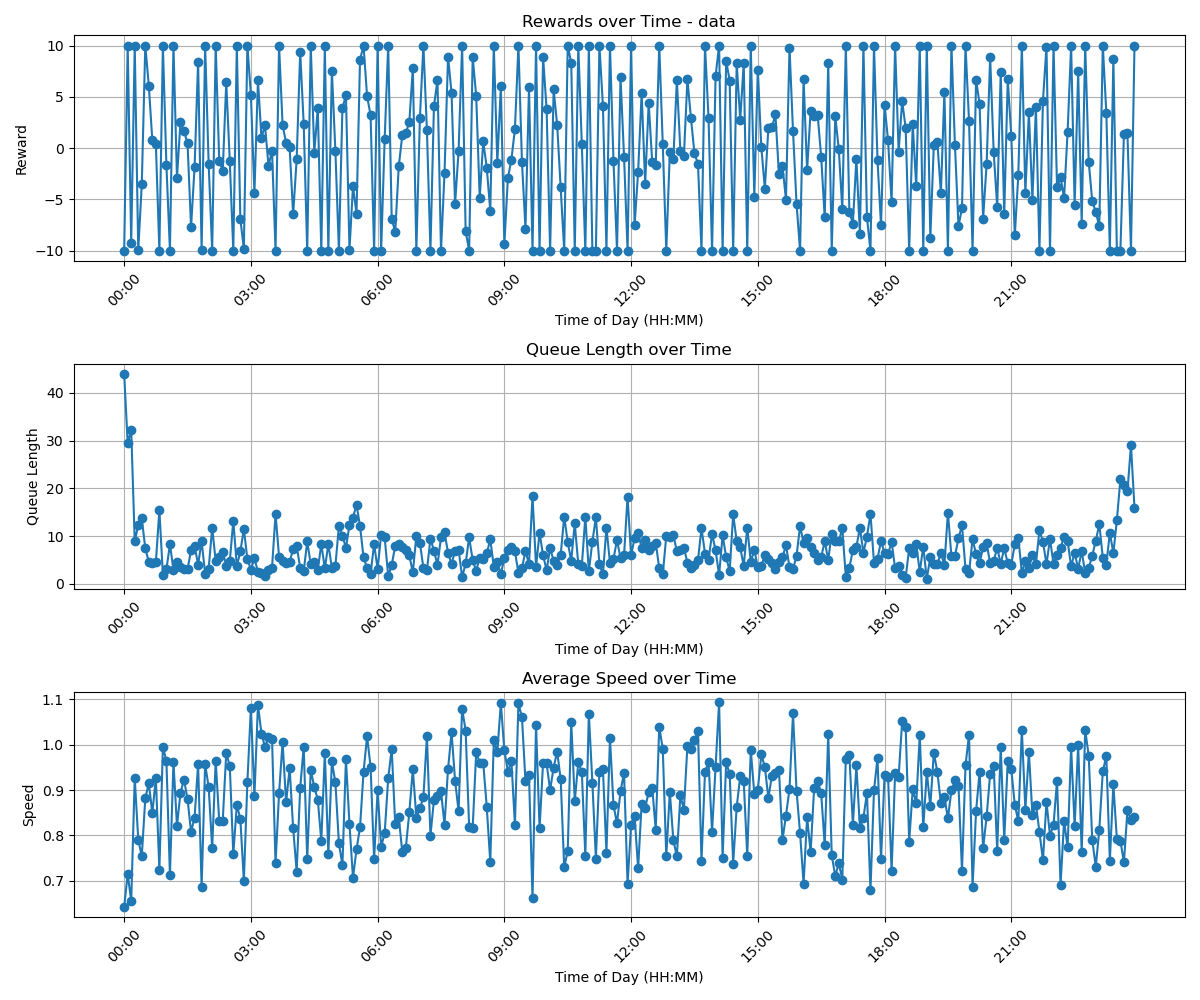 Rewards over Time - data
10
5
0
−5
−10
Reward
00:00 03:00 06:00 09:00 12:00 15:00 18:00 21:00
Time of Day (HH:MM)
Queue Length over Time
40
30
20
10
0
Queue Length
00:00 03:00 06:00 09:00 12:00 15:00 18:00 21:00
Time of Day (HH:MM)
Average Speed over Time
1.1
1.0
0.9
0.8
0.7
Speed
00:00 03:00 06:00 09:00 12:00 15:00 18:00 21:00
Time of Day (HH:MM)